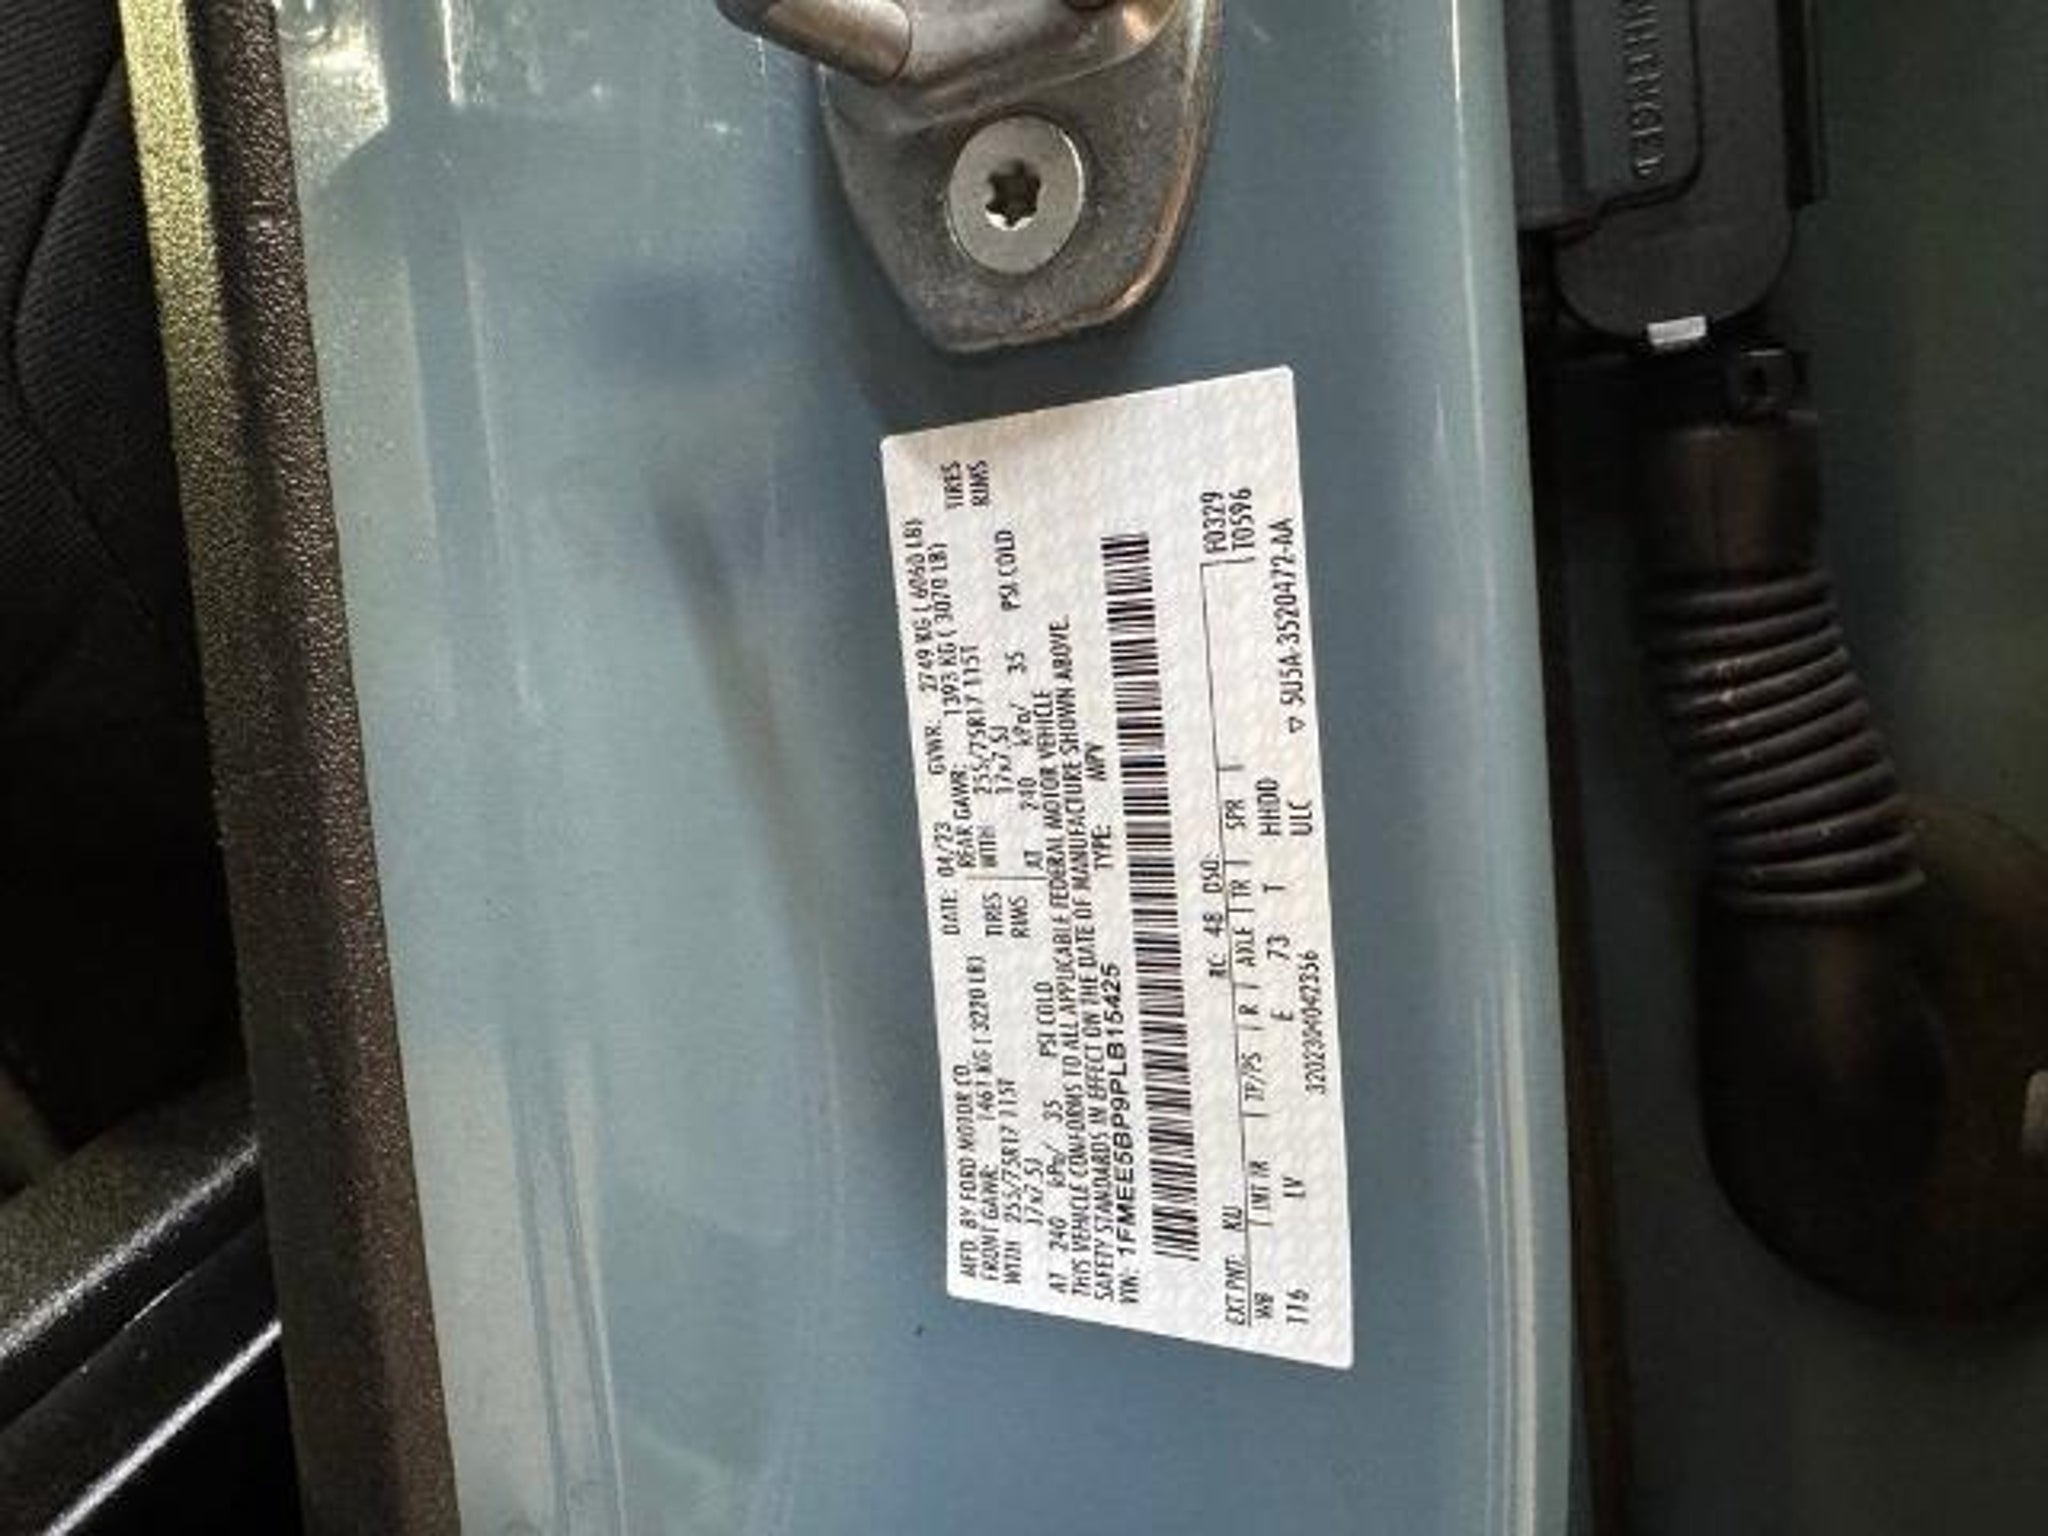 MFD. BY FORD MOTOR CO. DATE: 04/23 GVWR: 2749 KG ( 6060 LB)
FRONT GAWR: 1461 KG ( 3220 LB) REAR GAWR: 1393 KG ( 3070 LB)
WITH 255/75R17 115T TIRES WITH 255/75R17 115T TIRES
17x7.5J RIMS 17x7.5J RIMS
AT 240 kPa/ 35 PSI COLD AT 240 kPa/ 35 PSI COLD
THIS VEHICLE CONFORMS TO ALL APPLICABLE FEDERAL MOTOR VEHICLE
SAFETY STANDARDS IN EFFECT ON THE DATE OF MANUFACTURE SHOWN ABOVE.
VIN: 1FMEE5BP9PLB15425 TYPE: MPV
EXT PNT: KU RC: 48 DSO: F0329
WB INT TR TP/PS R AXLE TR SPR T0596
116 LV E 73 T HHDD
3202304042356 ULC ▽ 5U5A-3520472-AA